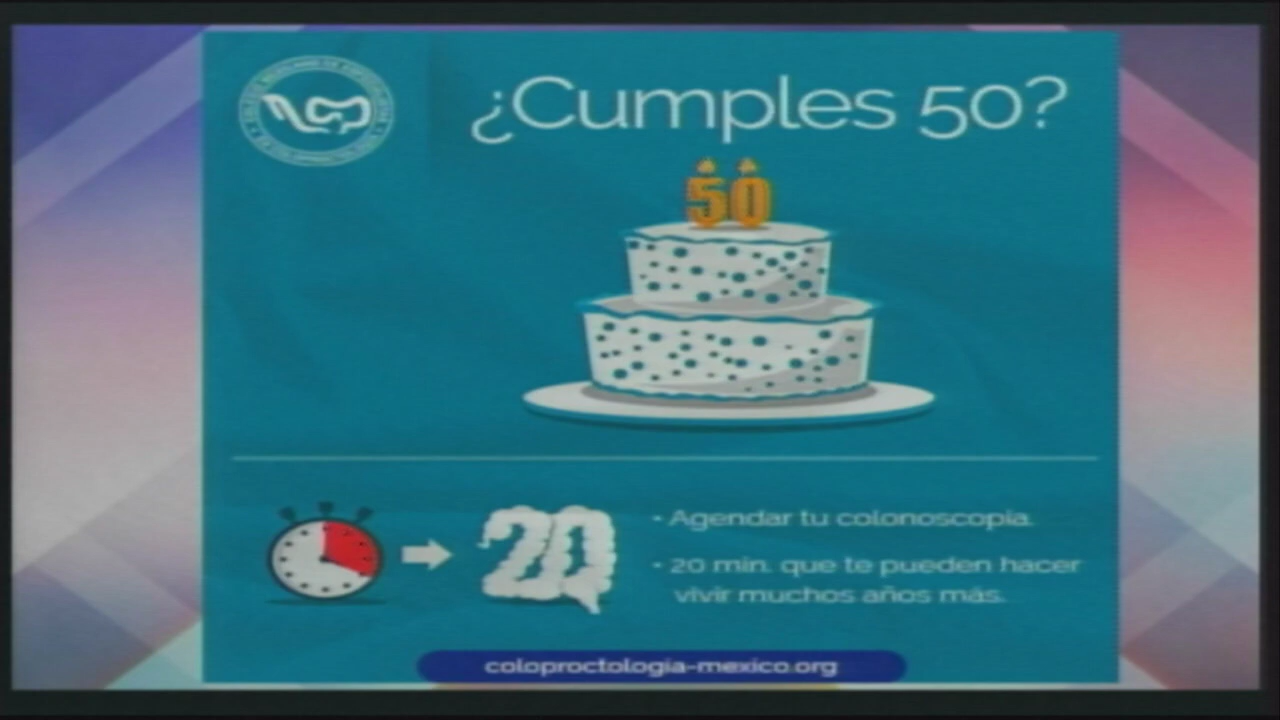 ¿Cumples 50?
50
20
• Agendar tu colonoscopia.
• 20 min. que te pueden hacer
vivir muchos años más.
coloproctologia-mexico.org